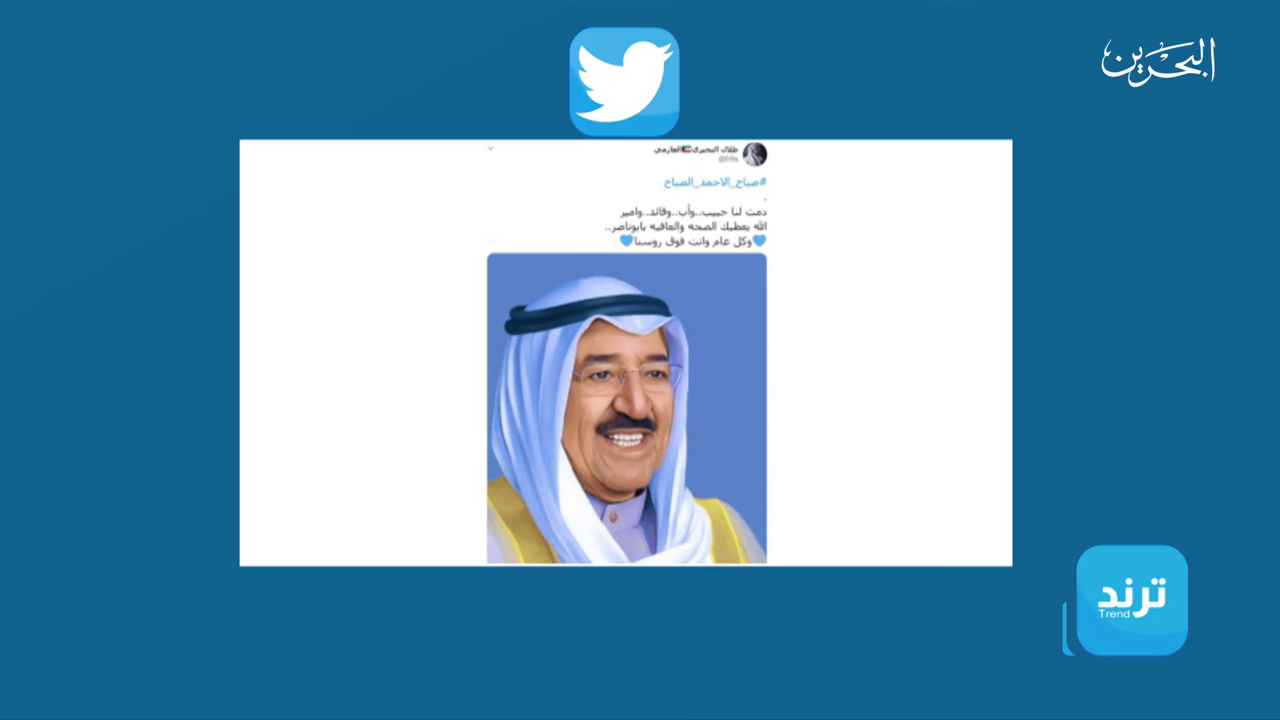 البحرين
طلال البحيري🇰🇼العازمي
#صباح_الاحمد_الصباح
.
دمت لنا حبيب..وأب..وقائد..وأمير
الله يعطيك الصحه والعافيه يابوناصر..
💙وكل عام وانت فوق روسنا💙
ترند
Trend